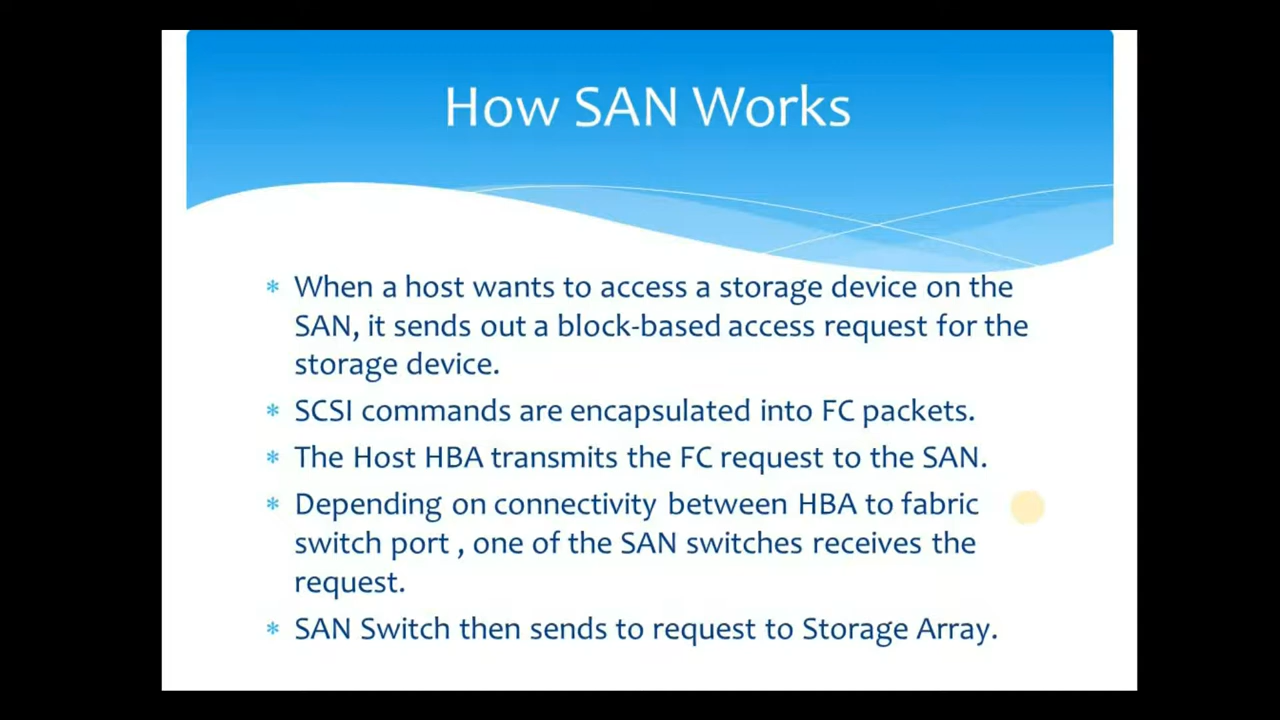 How SAN Works
* When a host wants to access a storage device on the
SAN, it sends out a block-based access request for the
storage device.
* SCSI commands are encapsulated into FC packets.
* The Host HBA transmits the FC request to the SAN.
* Depending on connectivity between HBA to fabric
switch port , one of the SAN switches receives the
request.
* SAN Switch then sends to request to Storage Array.